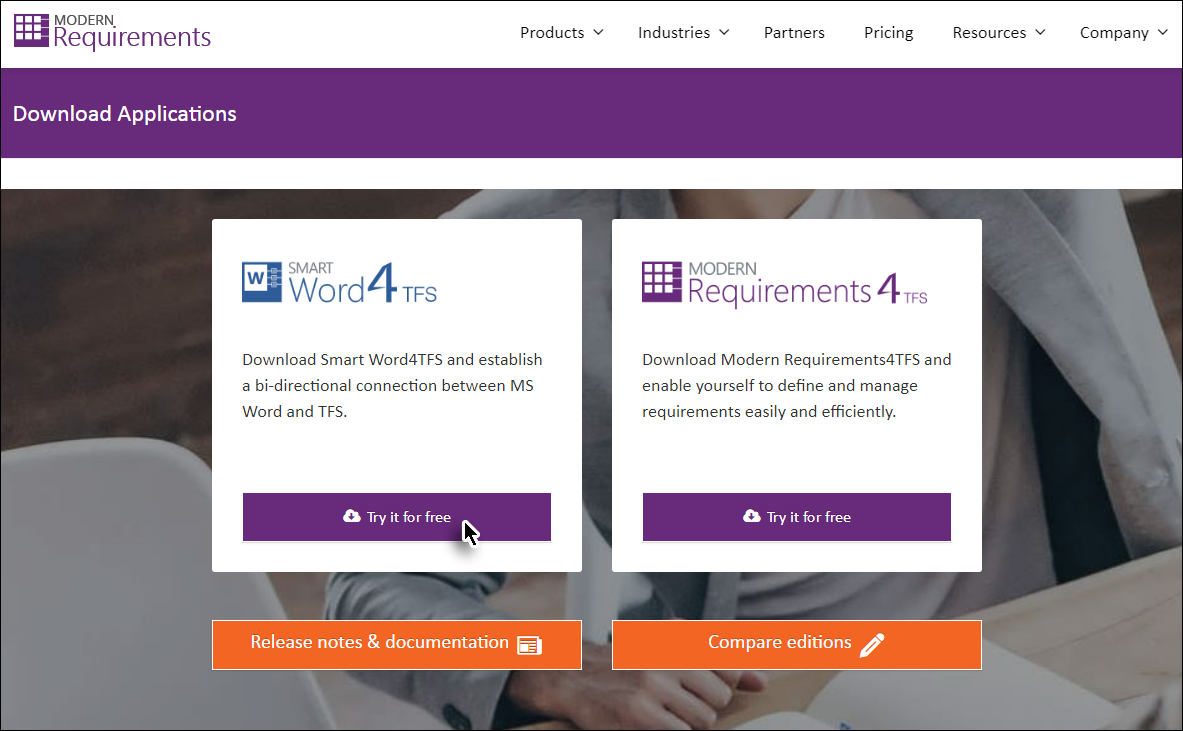 MODERN
Requirements
Products
Industries
Partners
Pricing
Resources
Company
Download Applications
W
SMART
Word4 TFS
Download Smart Word4TFS and establish
a bi-directional connection between MS
Word and TFS.
Try it for free
MODERN
Requirements 4 TFS
Download Modern Requirements4TFS and
enable yourself to define and manage
requirements easily and efficiently.
Try it for free
Release notes & documentation
Compare editions